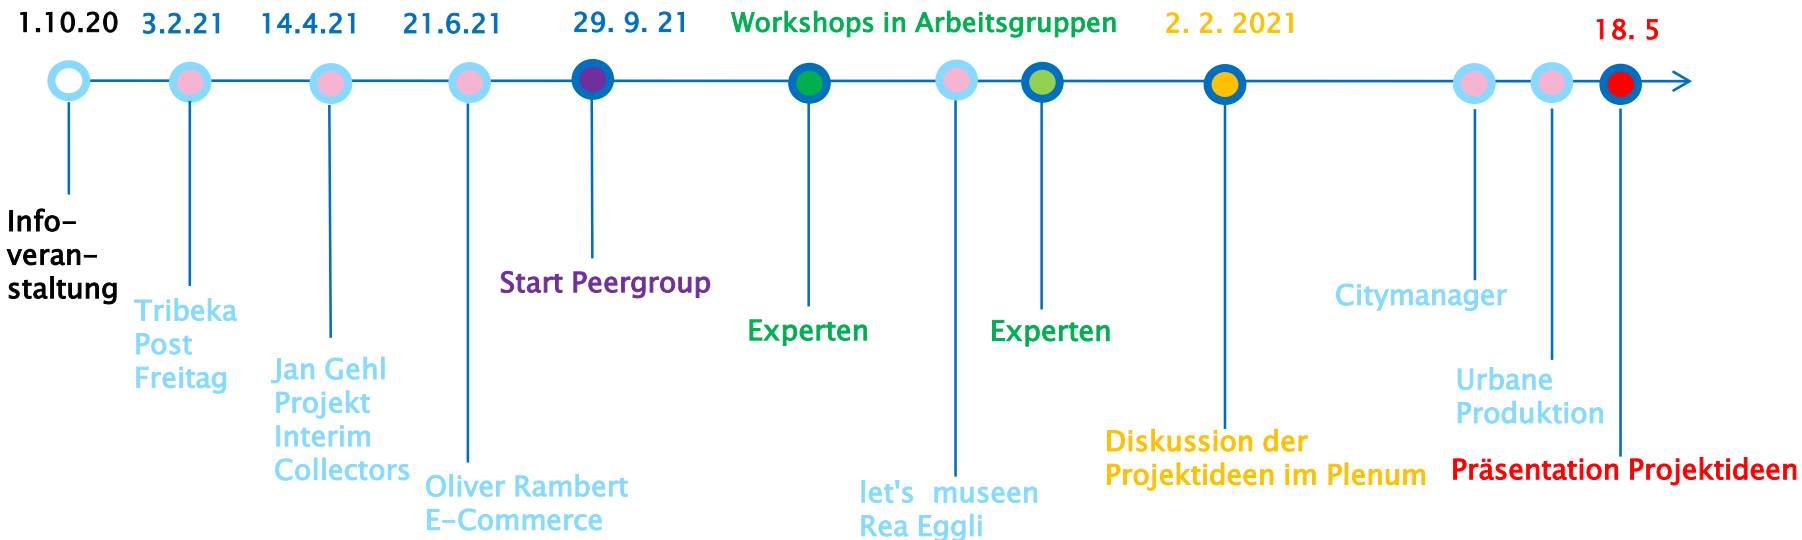 1.10.20
3.2.21
14.4.21
21.6.21
29. 9. 21
Workshops in Arbeitsgruppen
2. 2. 2021
18. 5
Info-
veran-
staltung
Tribeka
Post
Freitag
Jan Gehl
Projekt
Interim
Collectors
Oliver Rambert
E-Commerce
Start Peergroup
Experten
let's museen
Rea Eggli
Experten
Diskussion der
Projektideen im Plenum
Citymanager
Urbane
Produktion
Präsentation Projektideen